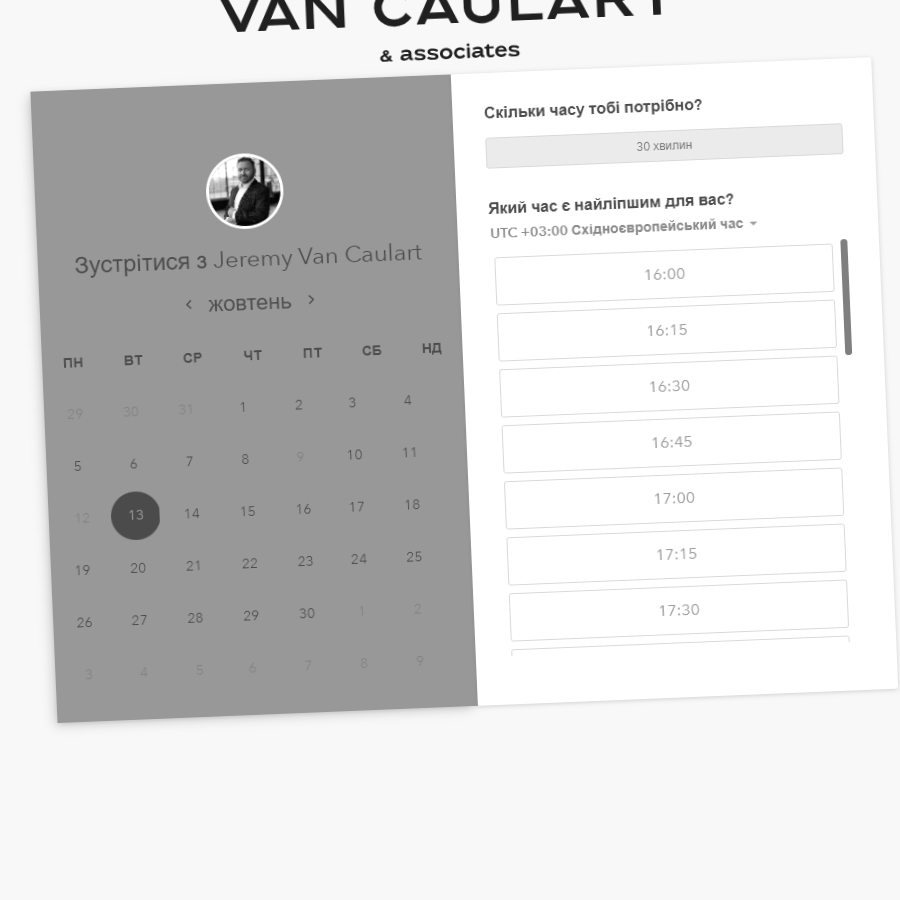 VAN CAULART
& associates
Зустрітися з Jeremy Van Caulart
‹ жовтень ›
ПН ВТ СР ЧТ ПТ СБ НД
29 30 31 1 2 3 4
5 6 7 8 9 10 11
12 13 14 15 16 17 18
19 20 21 22 23 24 25
26 27 28 29 30 1 2
3 4 5 6 7 8 9
Скільки часу тобі потрібно?
30 хвилин
Який час є найліпшим для вас?
UTC +03:00 Східноєвропейський час
16:00
16:15
16:30
16:45
17:00
17:15
17:30